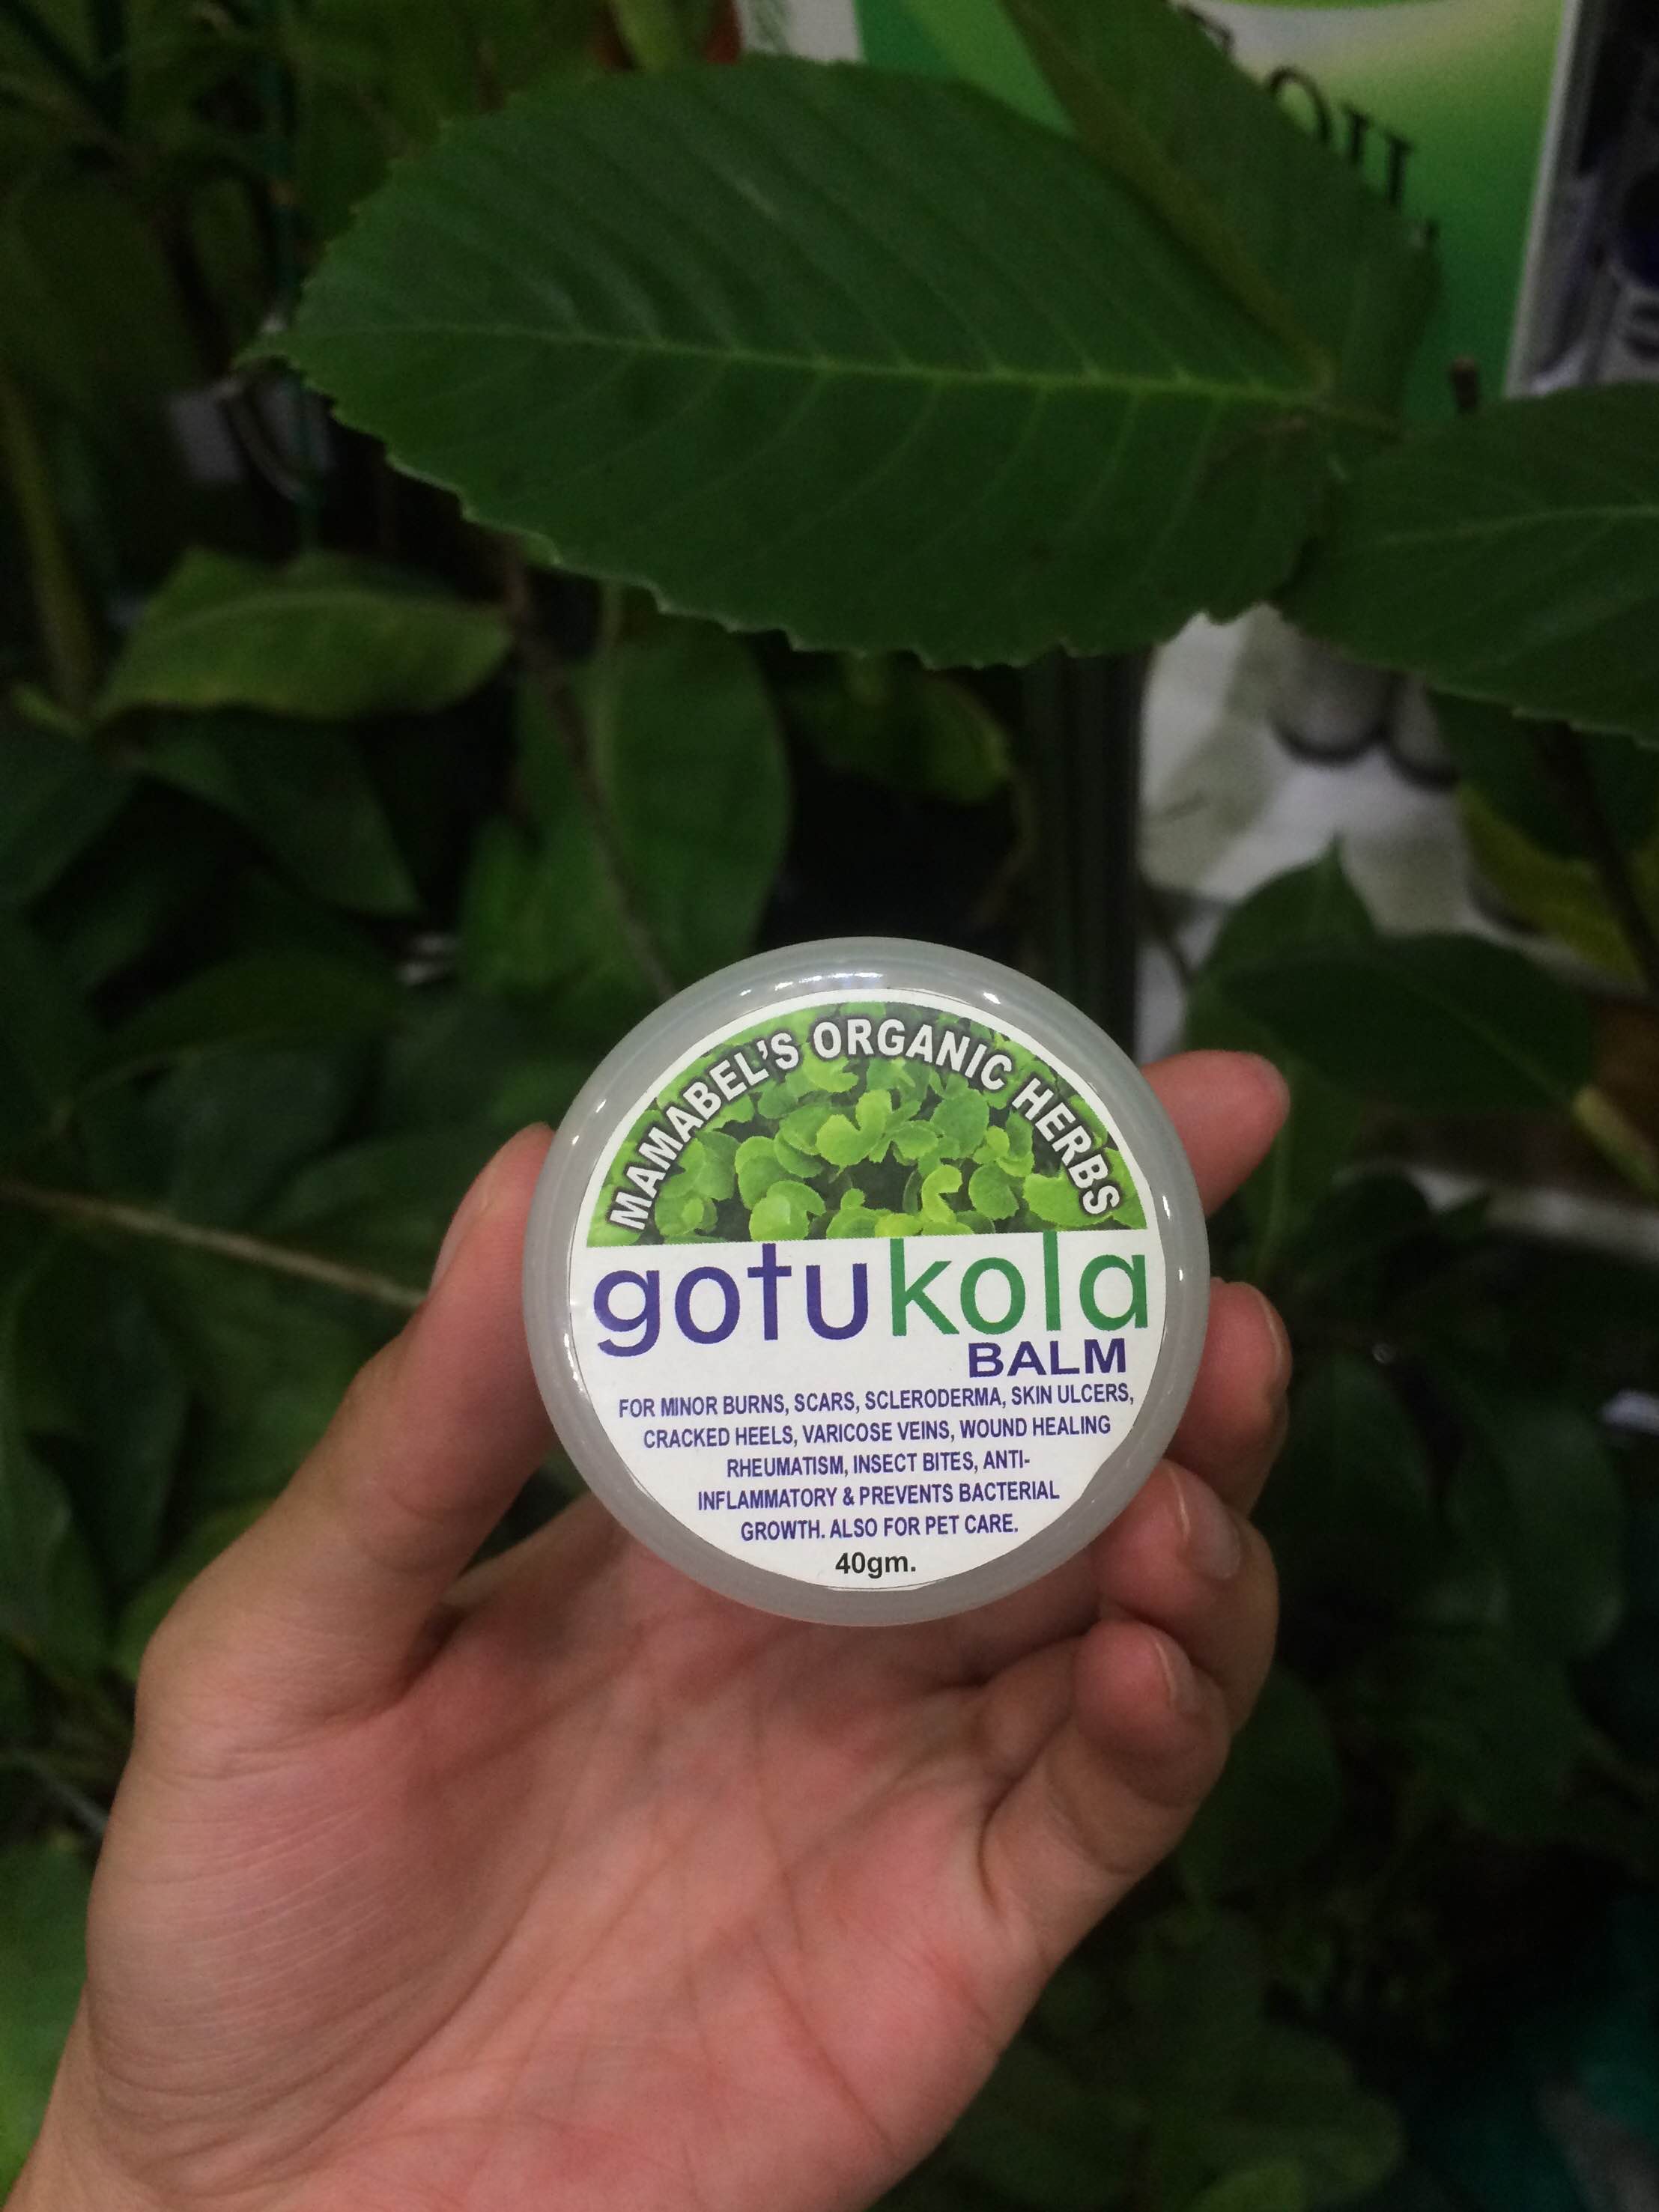 MAMABEL'S ORGANIC HERBS
gotukola
BALM
FOR MINOR BURNS, SCARS, SCLERODERMA, SKIN ULCERS,
CRACKED HEELS, VARICOSE VEINS, WOUND HEALING
RHEUMATISM, INSECT BITES, ANTI-
INFLAMMATORY & PREVENTS BACTERIAL
GROWTH. ALSO FOR PET CARE.
40gm.